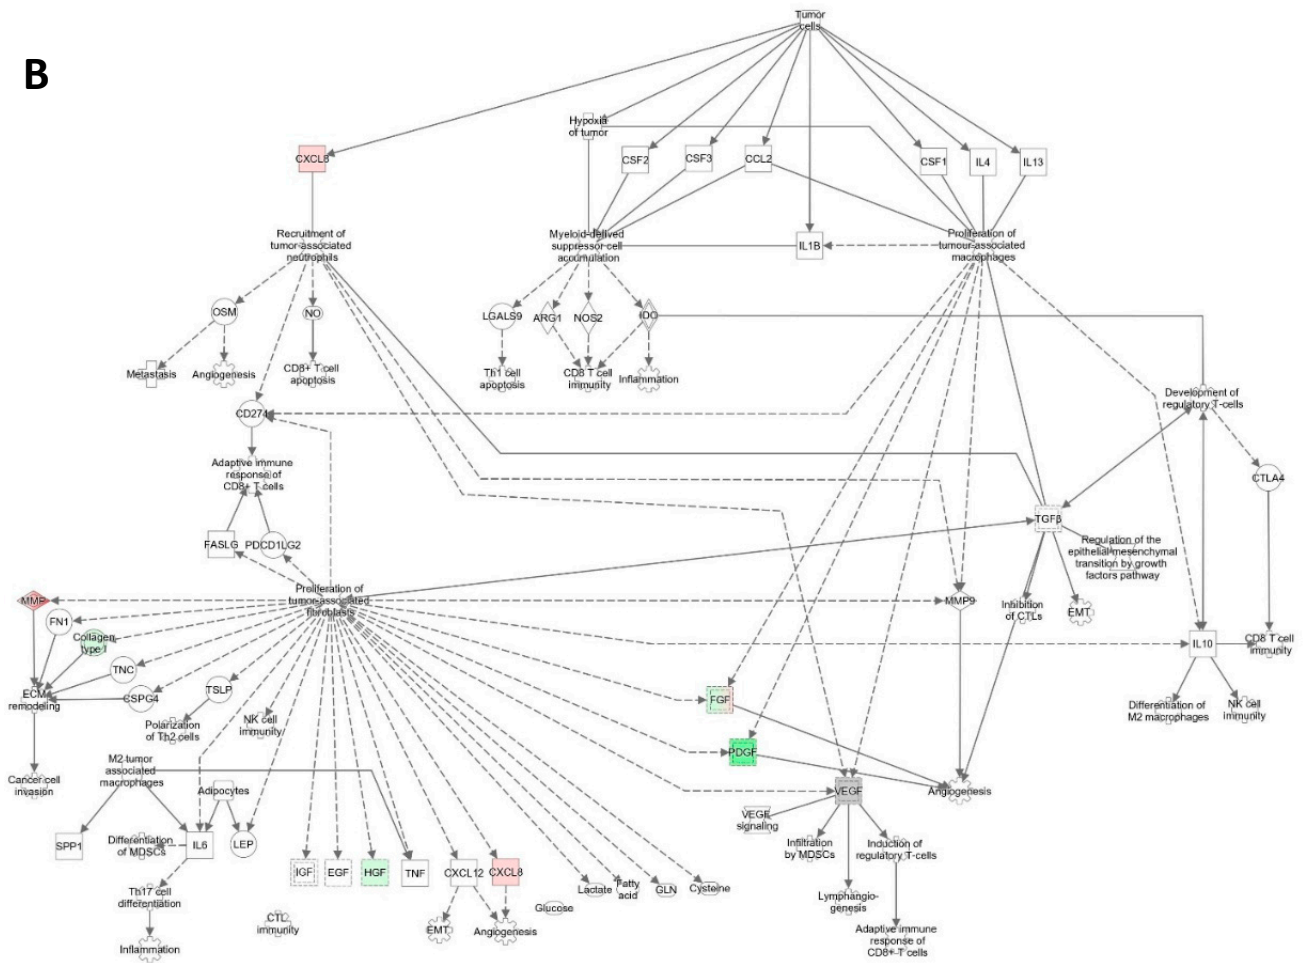 Tumor
cells
B
Hypoxia
of tumor
CXCL8
CSF2
CSF3
CCL2
CSF1
IL4
IL13
Recruitment of
tumor-associated
neutrophils
Myeloid-derived
suppressor cell
accumulation
IL1B
Proliferation of
tumour-associated
macrophages
OSM
NO
LGALS9
ARG1
NOS2
IDO
Metastasis
Angiogenesis
CD8+ T cell
apoptosis
Th1 cell
apoptosis
CD8 T cell
immunity
Inflammation
CD274
Development of
regulatory T-cells
Adaptive immune
response of
CD8+ T cells
CTLA4
FASLG
PDCD1LG2
TGFβ
Regulation of the
epithelial-mesenchymal
transition by growth
factors pathway
Proliferation of
tumor-associated
fibroblasts
MMP
MMP9
Inhibition
of CTLs
EMT
FN1
Collagen
type I
IL10
CD8 T cell
immunity
TNC
ECM
remodeling
CSPG4
TSLP
FGF
Polarization
of Th2 cells
NK cell
immunity
Differentiation of
M2 macrophages
NK cell
immunity
PDGF
M2 tumor
associated
macrophages
Cancer cell
invasion
Adipocytes
VEGF
Angiogenesis
VEGF
signaling
SPP1
Differentiation
of MDSCs
IL6
LEP
Infiltration
by MDSCs
Induction of
regulatory T-cells
IGF
EGF
HGF
TNF
CXCL12
CXCL8
Lactate
Fatty
acid
GLN
Cysteine
Th17 cell
differentiation
Glucose
Lymphangio-
genesis
CTL
immunity
EMT
Angiogenesis
Inflammation
Adaptive immune
response of
CD8+ T cells